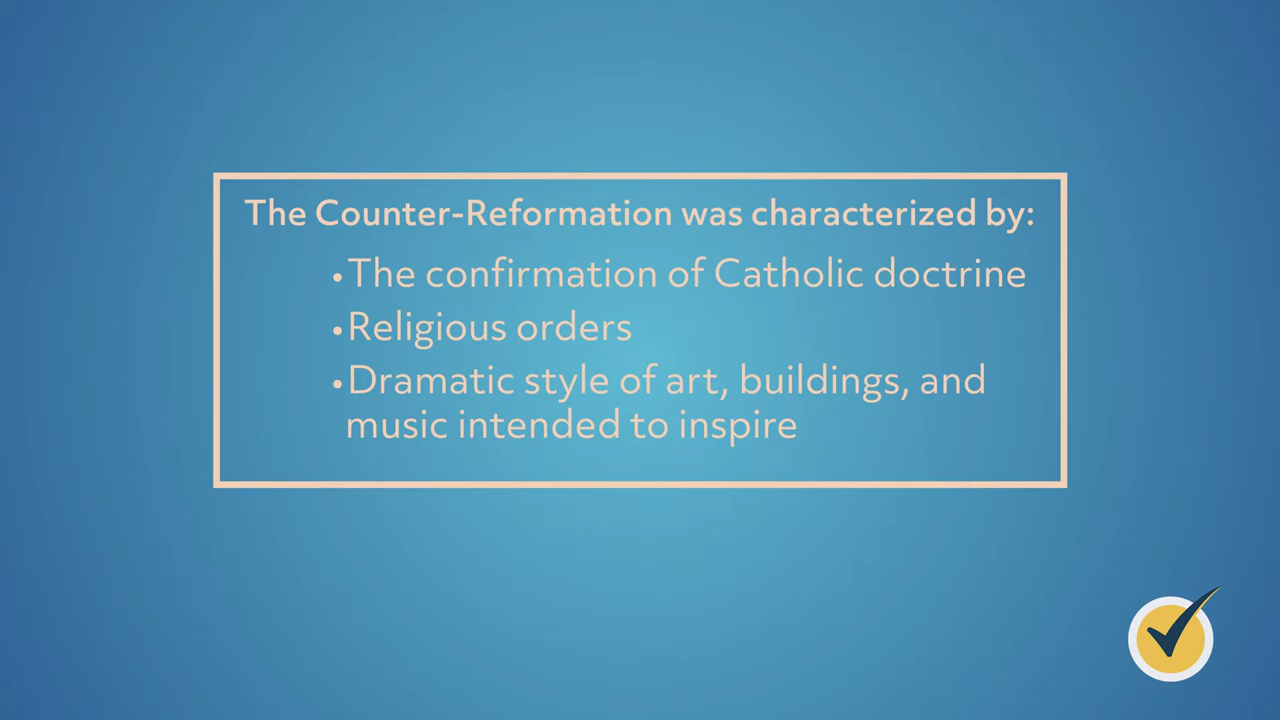 The Counter-Reformation was characterized by:
•The confirmation of Catholic doctrine
•Religious orders
•Dramatic style of art, buildings, and
music intended to inspire